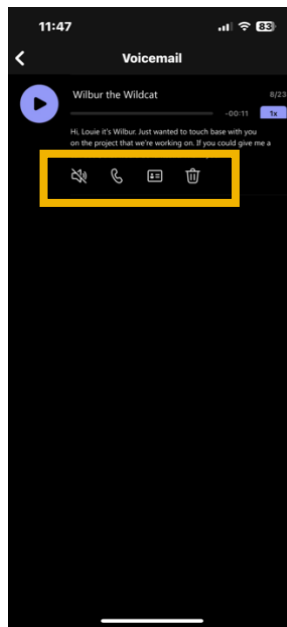 11:47
83
Voicemail
Wilbur the Wildcat
8/23
-00:11
1x
Hi, Louie it's Wilbur. Just wanted to touch base with you
on the project that we're working on. If you could give me a